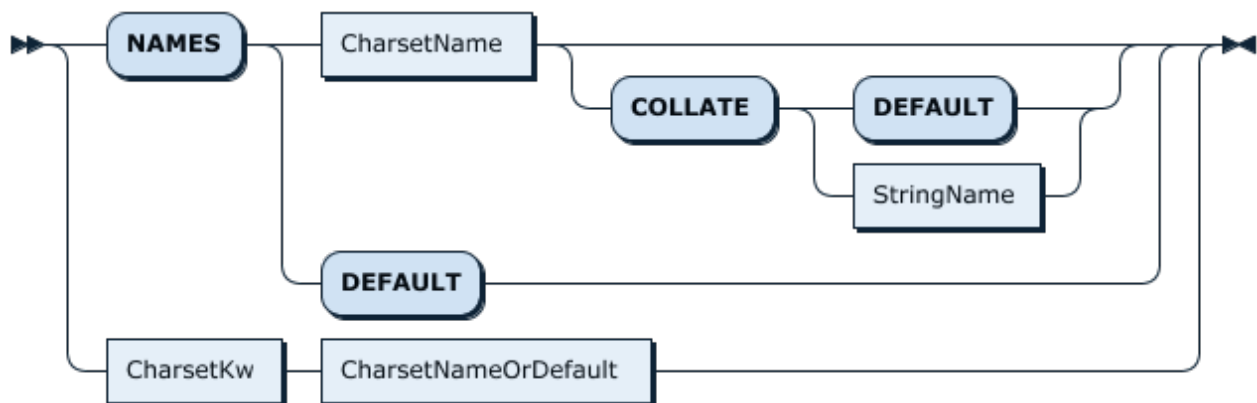 NAMES CharsetName
COLLATE DEFAULT
StringName
DEFAULT
CharsetKw CharsetNameOrDefault